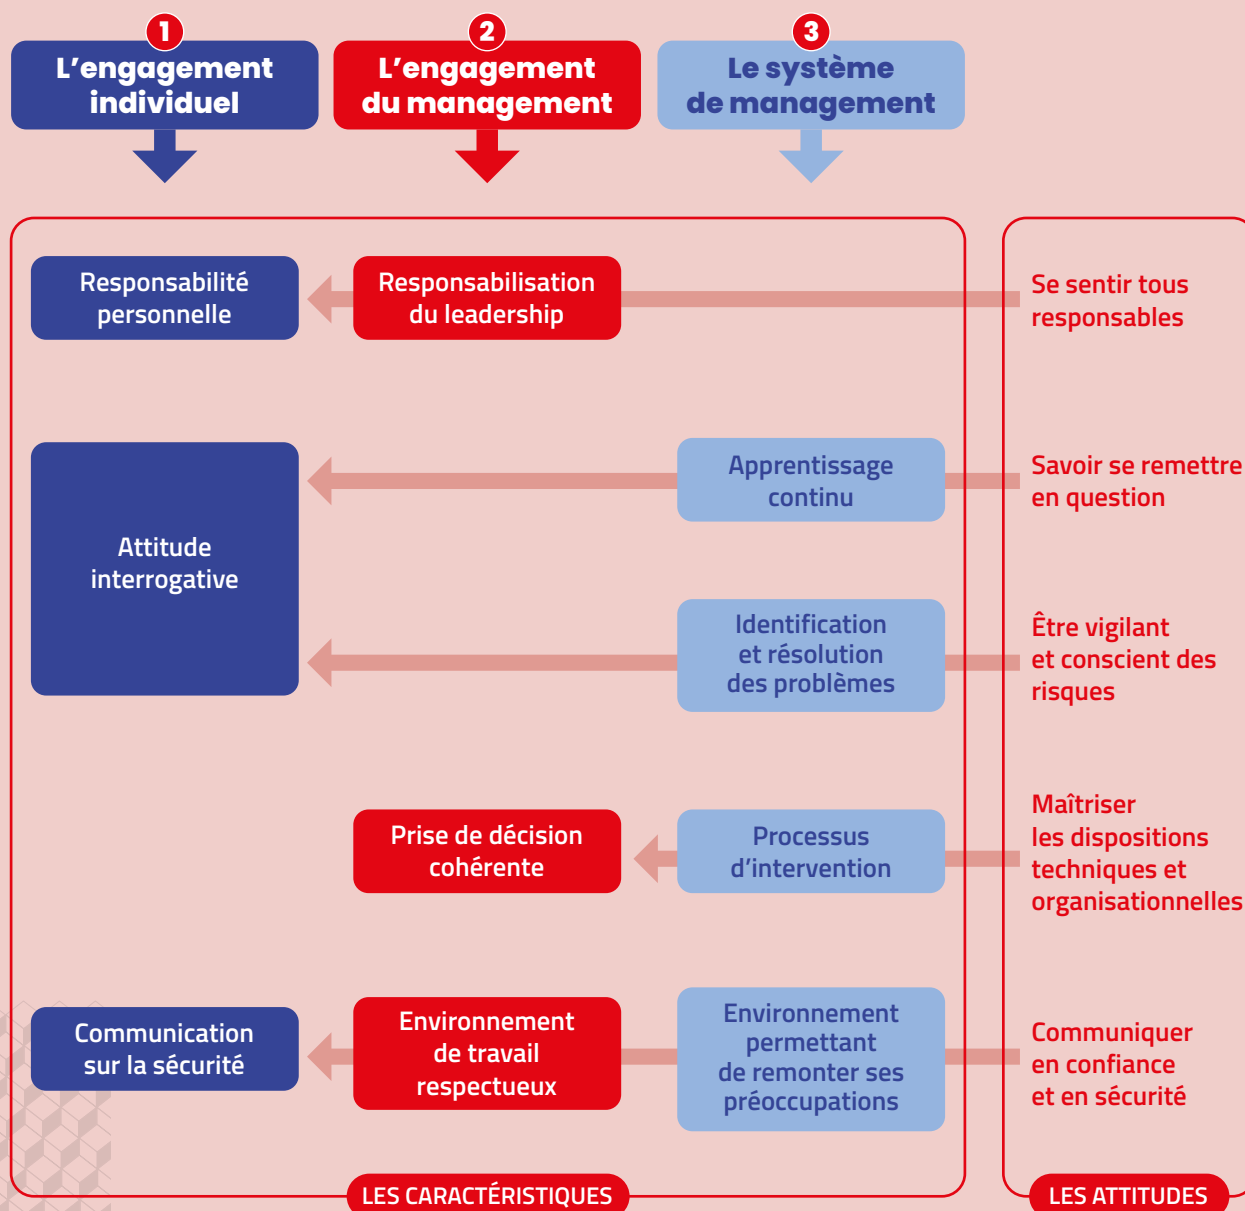 1
L’engagement
individuel
2
L’engagement
du management
3
Le système
de management
Responsabilité
personnelle
Responsabilisation
du leadership
Se sentir tous
responsables
Attitude
interrogative
Apprentissage
continu
Savoir se remettre
en question
Identification
et résolution
des problèmes
Être vigilant
et conscient des
risques
Prise de décision
cohérente
Processus
d’intervention
Maîtriser
les dispositions
techniques et
organisationnelles
Communication
sur la sécurité
Environnement
de travail
respectueux
Environnement
permettant
de remonter ses
préoccupations
Communiquer
en confiance
et en sécurité
LES CARACTÉRISTIQUES
LES ATTITUDES